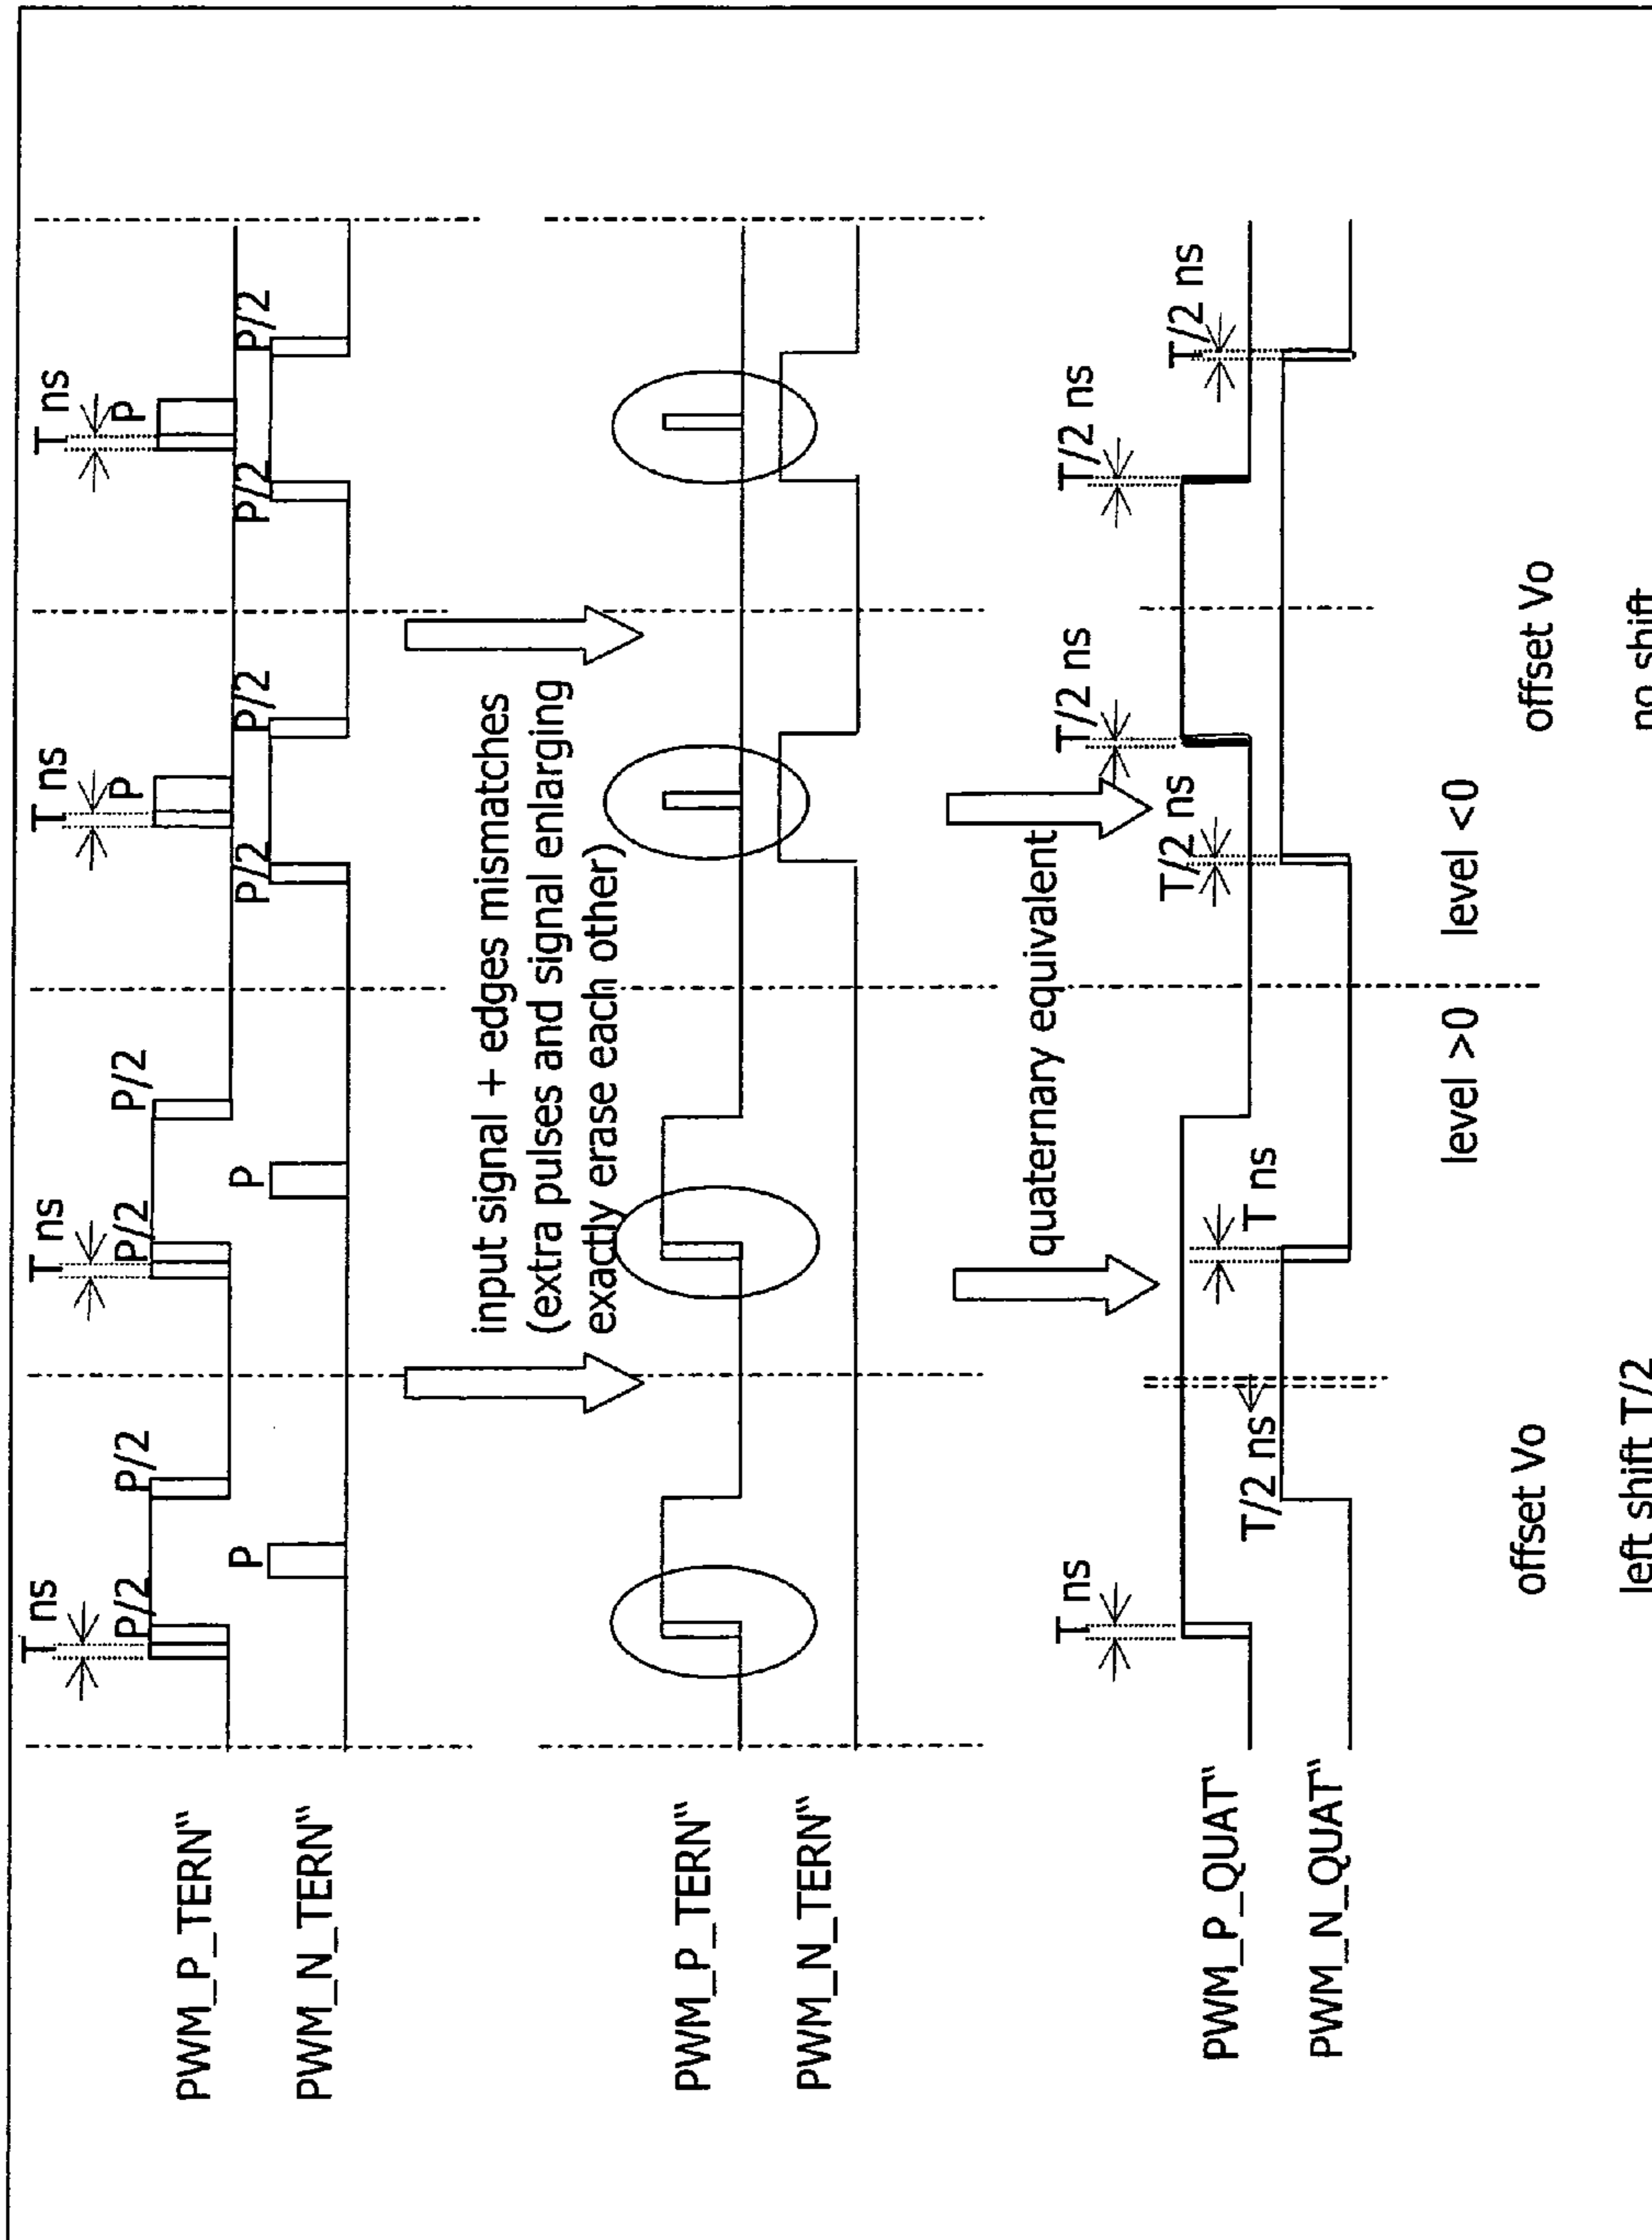 T ns T ns T ns T ns
P/2 P/2 P/2 P/2 P P
PWM_P_TERN"
P P P/2 P/2 P/2 P/2
PWM_N_TERN"
input signal + edges mismatches
(extra pulses and signal enlarging
exactly erase each other)
PWM_P_TERN"
PWM_N_TERN"
quaternary equivalent
T ns T/2 ns T/2 ns
T/2 ns T/2 ns
PWM_P_QUAT"
T/2 ns T ns
PWM_N_QUAT"
level >0 level <0
offset Vo offset Vo
left shift T/2 no shift